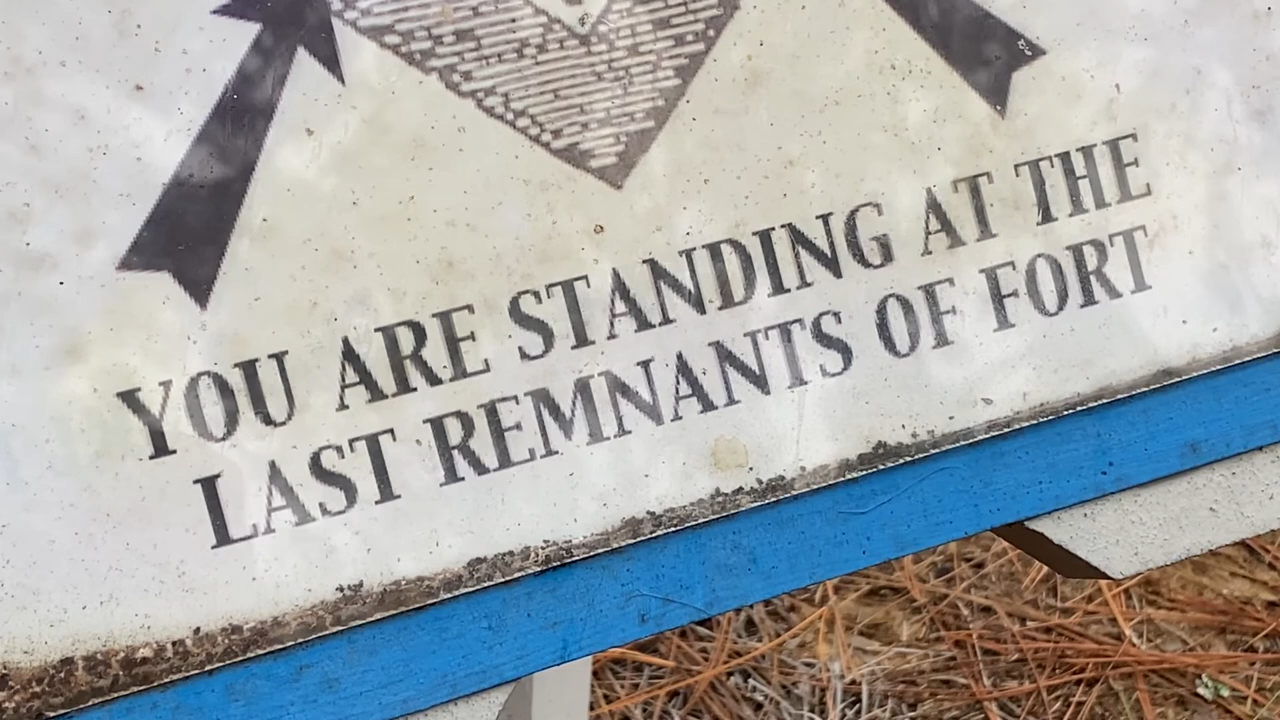 YOU ARE STANDING AT THE
LAST REMNANTS OF FORT